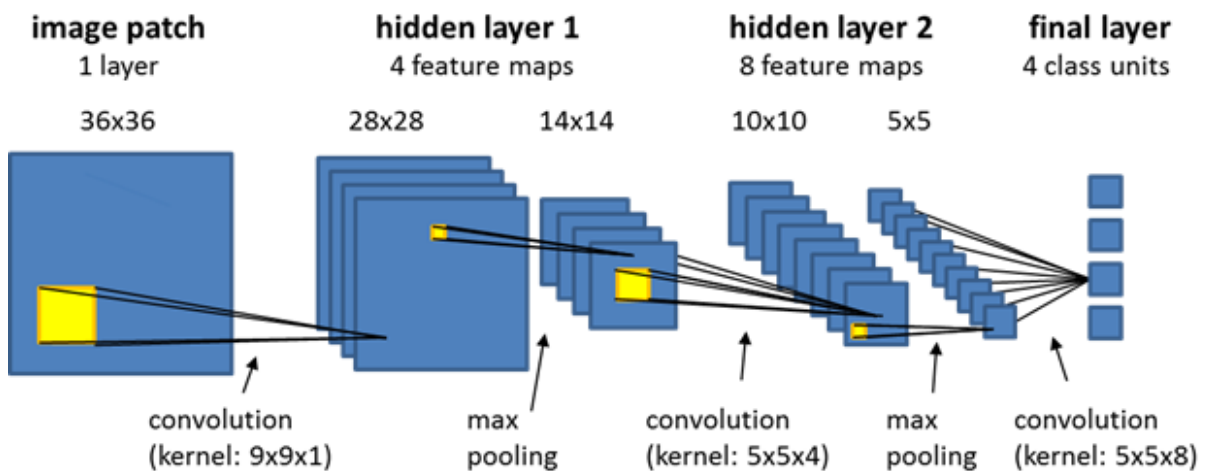 image patch
1 layer
hidden layer 1
4 feature maps
hidden layer 2
8 feature maps
final layer
4 class units
36x36
28x28
14x14
10x10
5x5
convolution
(kernel: 9x9x1)
max
pooling
convolution
(kernel: 5x5x4)
max
pooling
convolution
(kernel: 5x5x8)